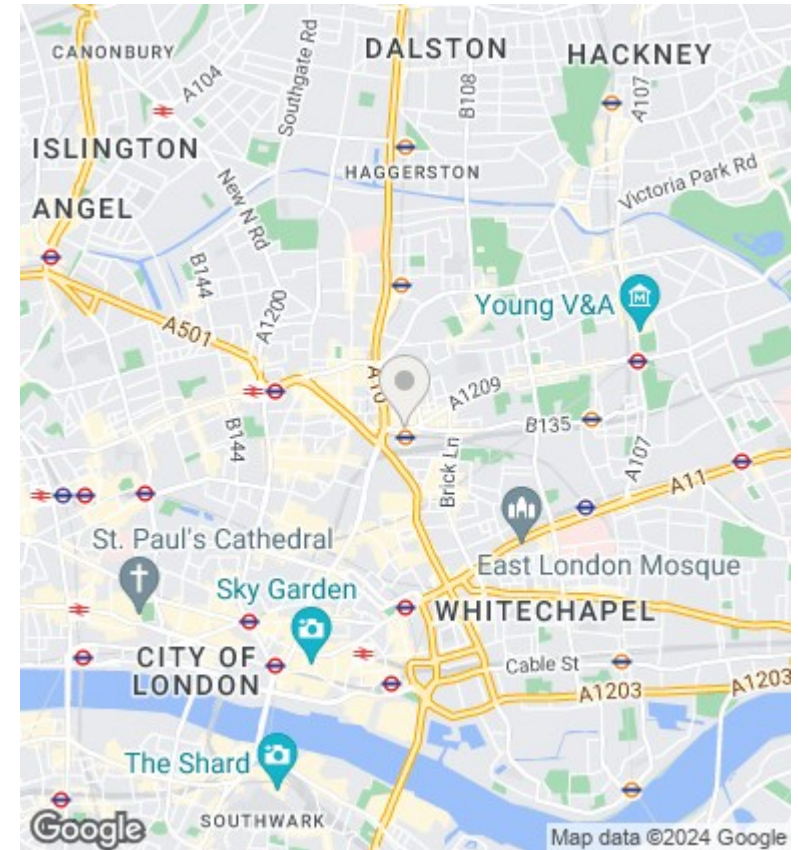 CANONBURY
DALSTON
HACKNEY
A104
Southgate Rd
B108
A107
ISLINGTON
HAGGERSTON
New N Rd
Victoria Park Rd
ANGEL
B144
A1200
Young V&A
A501
A10
A1209
B144
B135
Brick Ln
A107
A11
St. Paul's Cathedral
East London Mosque
Sky Garden
WHITECHAPEL
CITY OF
LONDON
Cable St
A1203
A1203
The Shard
SOUTHWARK
Google
Map data ©2024 Google